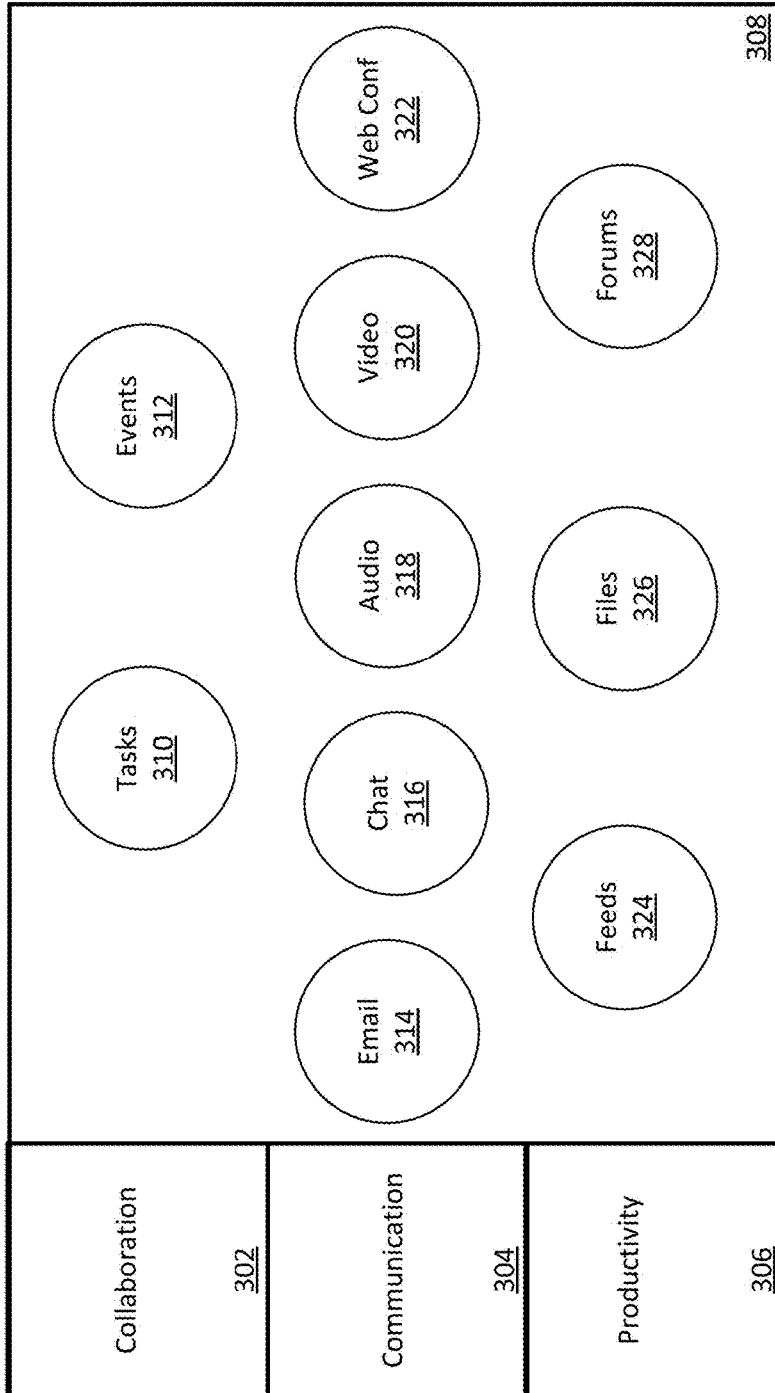 Collaboration
302
Tasks
310
Events
312
Communication
304
Email
314
Chat
316
Audio
318
Video
320
Web Conf
322
Productivity
306
Feeds
324
Files
326
Forums
328
308